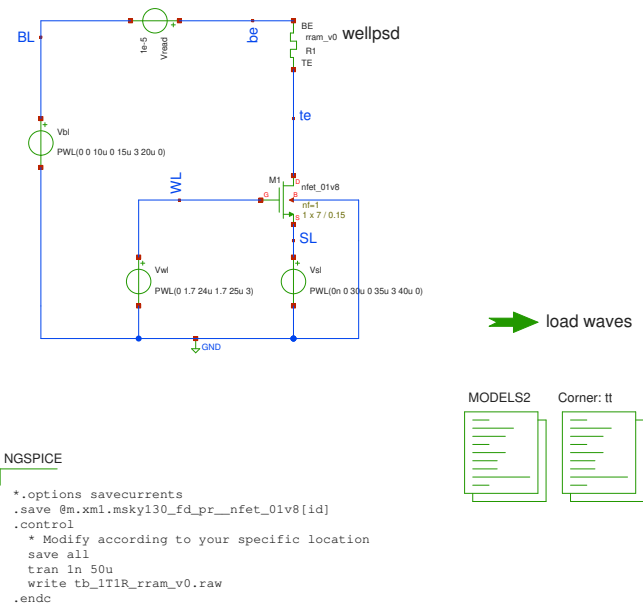 BL
1e-5
Vread
be
BE
rram_v0
wellpsd
R1
TE
Vbl
PWL(0 0 10u 0 15u 3 20u 0)
te
WL
M1
D
nfet_01v8
G
B
nf=1
1 x 7 / 0.15
S
SL
Vwl
PWL(0 1.7 24u 1.7 25u 3)
Vsl
PWL(0n 0 30u 0 35u 3 40u 0)
GND
load waves
MODELS2
Corner: tt
NGSPICE
*.options savecurrents
.save @m.xm1.msky130_fd_pr__nfet_01v8[id]
.control
* Modify according to your specific location
save all
tran 1n 50u
write tb_1T1R_rram_v0.raw
.endc